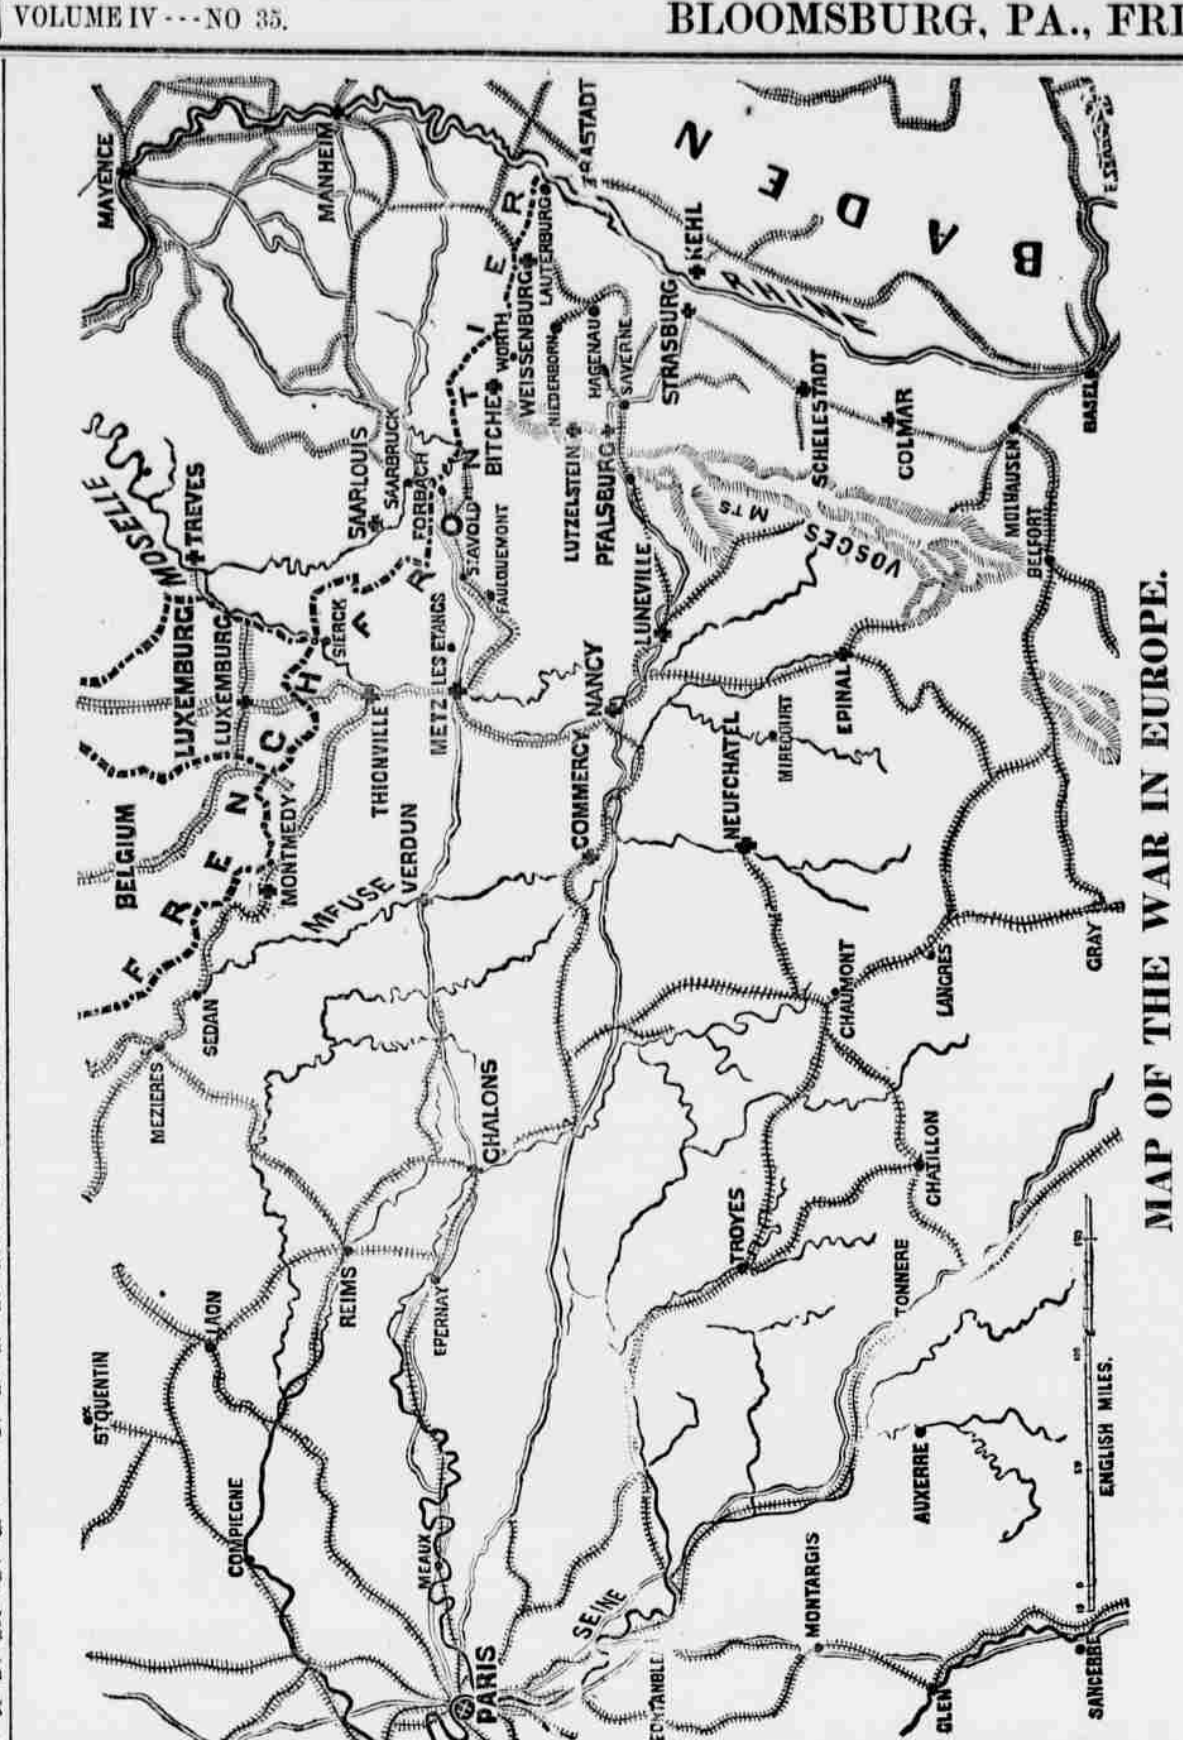 VOLUME IV---NO 35.
BLOOMSBURG, PA., FRI
MAP OF THE WAR IN EUROPE.
MAYENCE
MANHEIM
RASTADT
BADEN
KEHL
RHINE
LAUTERBURG
WEISSENBURG
WORTH
NIEDERBORN
HAGENAU
SAVERNE
STRASBURG
BITCHE
LUTZELSTEIN
PFALSBURG
SCHELESTADT
COLMAR
MULHAUSEN
BASEL
BELFORT
VOSGES
MTS
MOSELLE
TREVES
SAARLOUIS
SAARBRUCK
FORBACH
ST AVOLD
FAULQUEMONT
LUNEVILLE
LUXEMBURG
LUXEMBURG
SIERCK
FRENCH FRONTIER
THIONVILLE
METZ
LES ETANGS
NANCY
COMMERCY
NEUFCHATEL
MIRECOURT
EPINAL
BELGIUM
MONTMEDY
MEUSE
VERDUN
SEDAN
MEZIERES
CHALONS
CHAUMONT
LANGRES
GRAY
LAON
REIMS
EPERNAY
TROYES
CHATILLON
TONNERE
ST QUENTIN
COMPIEGNE
MEAUX
AUXERRE
ENGLISH MILES.
PARIS
SEINE
MONTARGIS
GLEN
SANCERRE